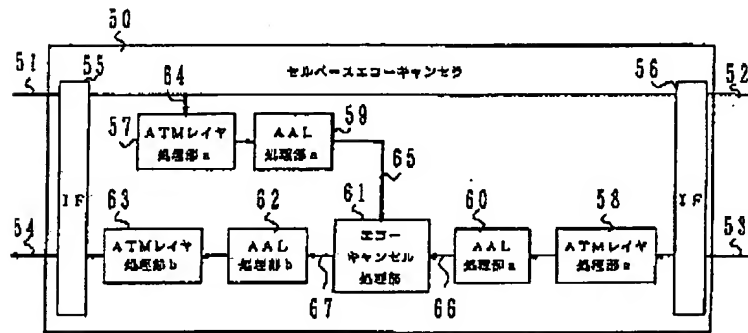 50
セルベースエコーキャンセラ
51
55
64
56
52
57
ATMレイヤ
処理部a
AAL
処理部a
59
65
IF
IF
63
62
61
60
58
54
ATMレイヤ
処理部b
AAL
処理部b
エコー
キャンセル
処理部
AAL
処理部a
ATMレイヤ
処理部a
53
67
66